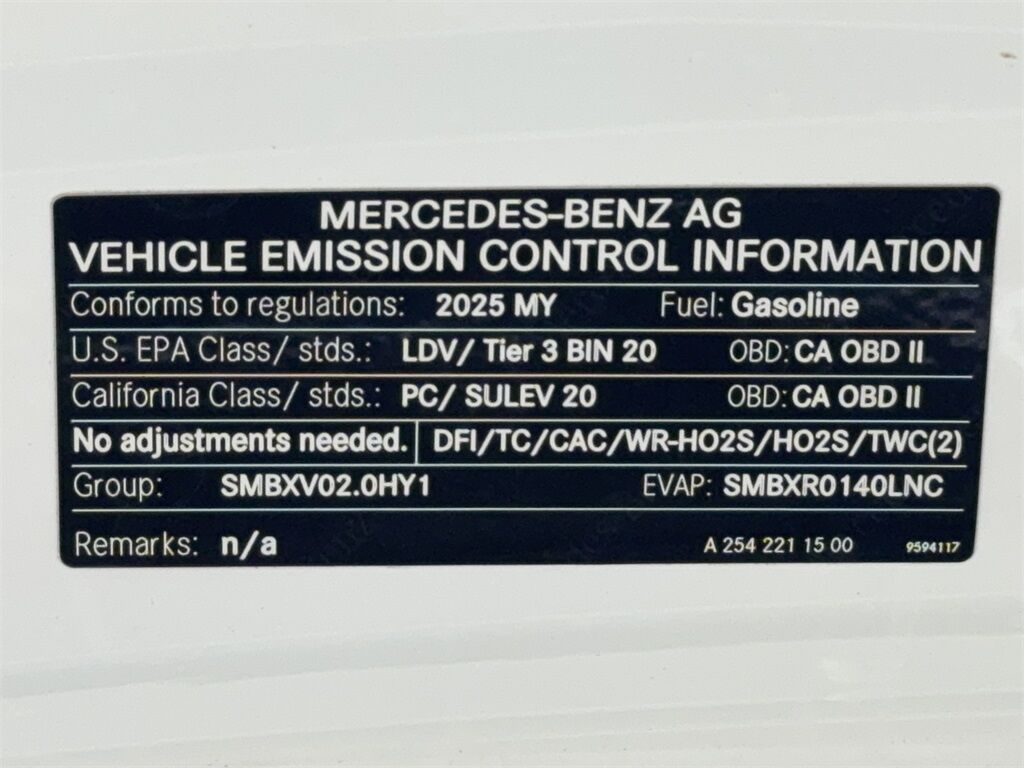 MERCEDES-BENZ AG
VEHICLE EMISSION CONTROL INFORMATION
Conforms to regulations: 2025 MY Fuel: Gasoline
U.S. EPA Class/ stds.: LDV/ Tier 3 BIN 20 OBD: CA OBD II
California Class/ stds.: PC/ SULEV 20 OBD: CA OBD II
No adjustments needed. DFI/TC/CAC/WR-HO2S/HO2S/TWC(2)
Group: SMBXV02.0HY1 EVAP: SMBXR0140LNC
Remarks: n/a A 254 221 15 00 9594117